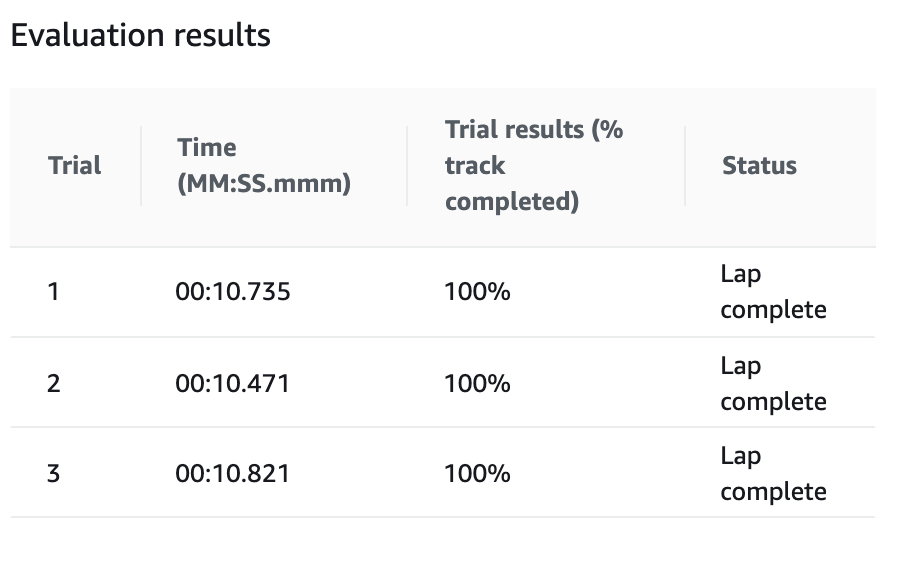 Evaluation results
Trial
Time
(MM:SS.mmm)
Trial results (%
track
completed)
Status
1 00:10.735 100% Lap
complete
2 00:10.471 100% Lap
complete
3 00:10.821 100% Lap
complete